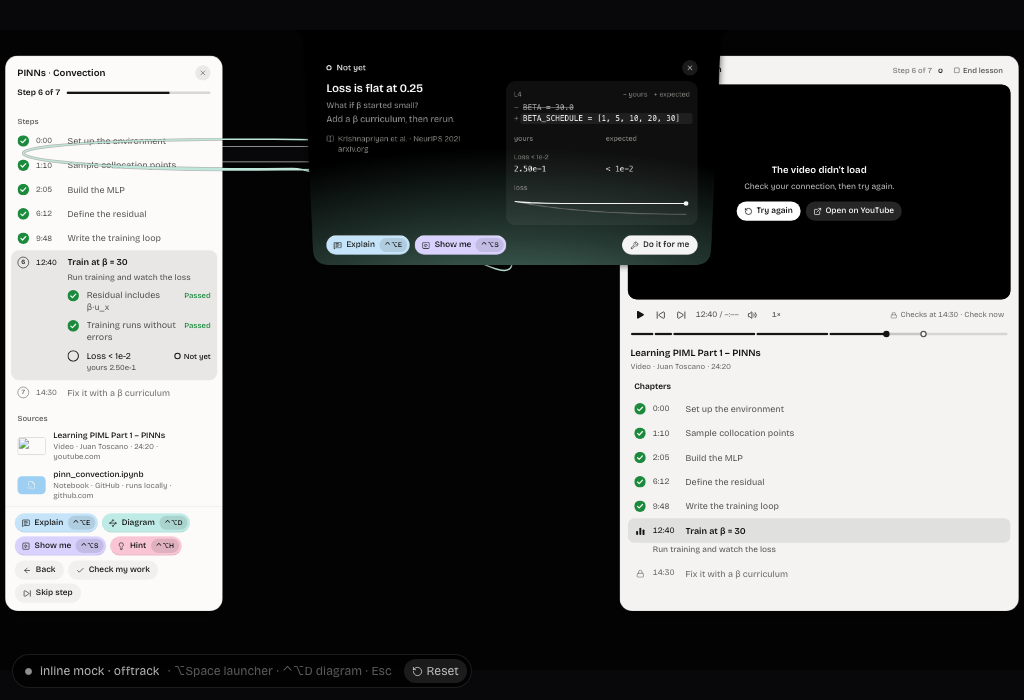 PINNs · Convection
Step 6 of 7
Steps
0:00 Set up the environment
1:10 Sample collocation points
2:05 Build the MLP
6:12 Define the residual
9:48 Write the training loop
6 12:40 Train at β = 30
Run training and watch the loss
Residual includes Passed
β·u_x
Training runs without Passed
errors
Loss < 1e-2 Not yet
yours 2.50e-1
7 14:30 Fix it with a β curriculum
Sources
Learning PIML Part 1 – PINNs
Video · Juan Toscano · 24:20 ·
youtube.com
pinn_convection.ipynb
Notebook · GitHub · runs locally ·
github.com
Explain ^⌥E Diagram ^⌥D
Show me ^⌥S Hint ^⌥H
Back Check my work
Skip step
Not yet
Loss is flat at 0.25
What if β started small?
Add a β curriculum, then rerun.
Krishnapriyan et al. · NeurIPS 2021
arxiv.org
L4 − yours + expected
− BETA = 30.0
+ BETA_SCHEDULE = [1, 5, 10, 20, 30]
yours expected
Loss < 1e-2
2.50e-1 < 1e-2
loss
Explain ^⌥E Show me ^⌥S Do it for me
Step 6 of 7 End lesson
The video didn't load
Check your connection, then try again.
Try again Open on YouTube
12:40 / –:–– 1× Checks at 14:30 · Check now
Learning PIML Part 1 – PINNs
Video · Juan Toscano · 24:20
Chapters
0:00 Set up the environment
1:10 Sample collocation points
2:05 Build the MLP
6:12 Define the residual
9:48 Write the training loop
12:40 Train at β = 30
Run training and watch the loss
14:30 Fix it with a β curriculum
inline mock · offtrack · ⌥Space launcher · ^⌥D diagram · Esc Reset